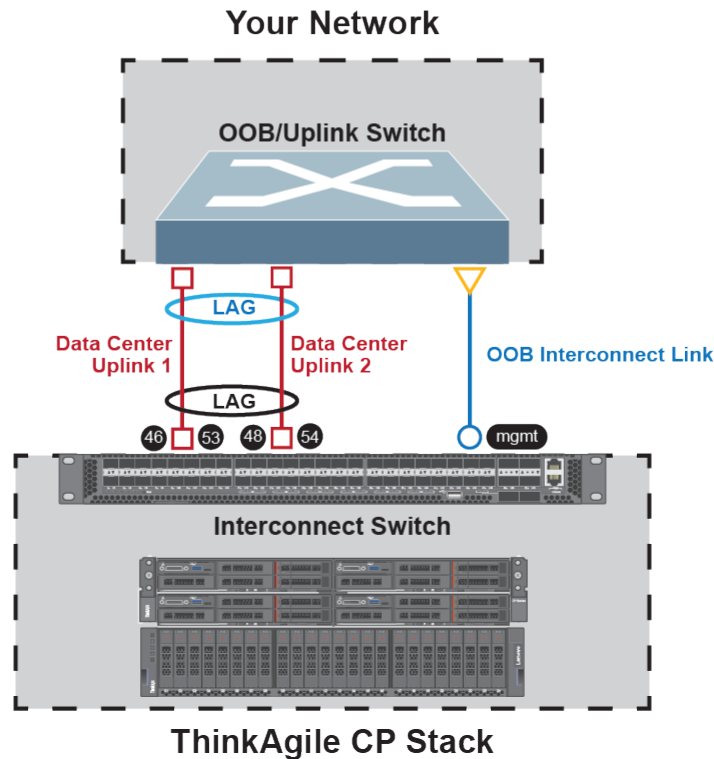 Your Network
OOB/Uplink Switch
LAG
Data Center
Uplink 1
Data Center
Uplink 2
OOB Interconnect Link
LAG
46 53 48 54 mgmt
Interconnect Switch
Lenovo
ThinkAgile CP Stack